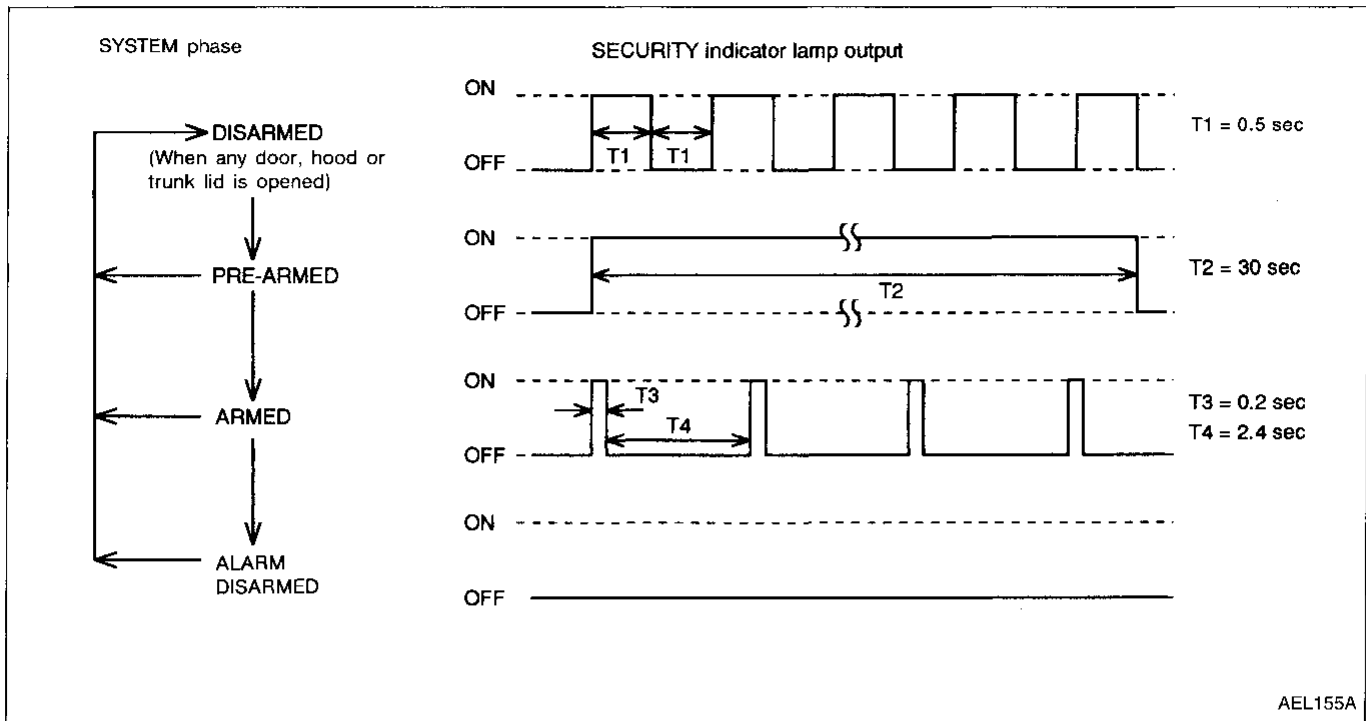 SYSTEM phase
SECURITY indicator lamp output
DISARMED
(When any door, hood or
trunk lid is opened)
ON
OFF
T1
T1
T1 = 0.5 sec
PRE-ARMED
ON
OFF
T2
T2 = 30 sec
ARMED
ON
OFF
T3
T4
T3 = 0.2 sec
T4 = 2.4 sec
ALARM
DISARMED
ON
OFF
AEL155A